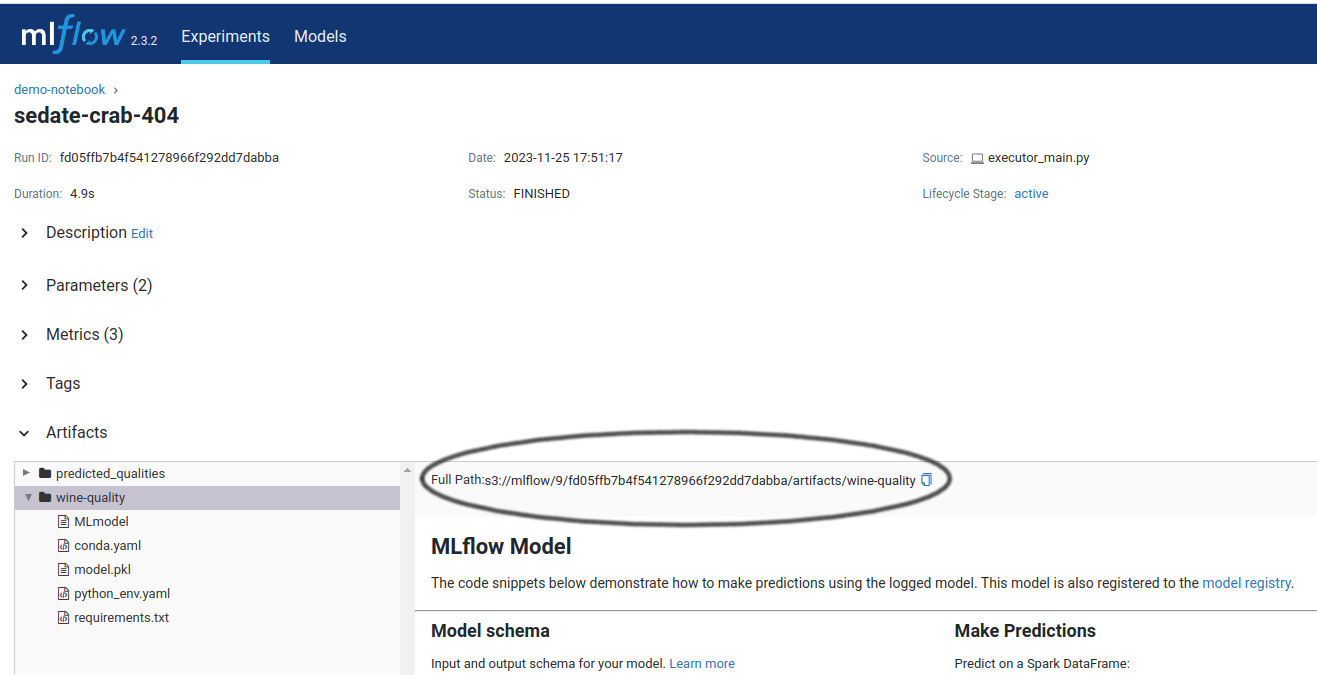 mlflow 2.3.2 Experiments Models
demo-notebook ›
sedate-crab-404
Run ID: fd05ffb7b4f541278966f292dd7dabba Date: 2023-11-25 17:51:17 Source: executor_main.py
Duration: 4.9s Status: FINISHED Lifecycle Stage: active
Description Edit
Parameters (2)
Metrics (3)
Tags
Artifacts
predicted_qualities
wine-quality
MLmodel
conda.yaml
model.pkl
python_env.yaml
requirements.txt
Full Path:s3://mlflow/9/fd05ffb7b4f541278966f292dd7dabba/artifacts/wine-quality
MLflow Model
The code snippets below demonstrate how to make predictions using the logged model. This model is also registered to the model registry.
Model schema
Input and output schema for your model. Learn more
Make Predictions
Predict on a Spark DataFrame: